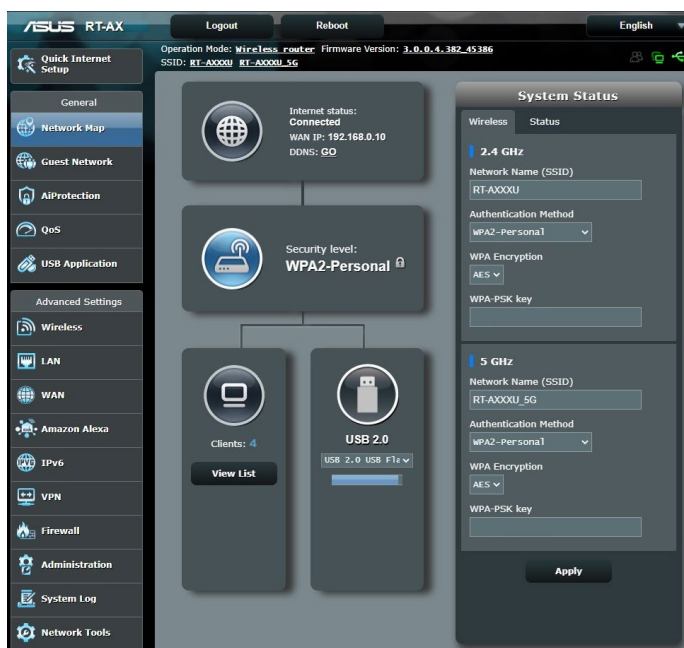 ASUS RT-AX
Logout
Reboot
English
Quick Internet
Setup
Operation Mode: Wireless router Firmware Version: 3.0.0.4.382_45386
SSID: RT-AXXXU RT-AXXXU_5G
General
Network Map
Guest Network
AiProtection
QoS
USB Application
Advanced Settings
Wireless
LAN
WAN
Amazon Alexa
IPv6
VPN
Firewall
Administration
System Log
Network Tools
Internet status:
Connected
WAN IP: 192.168.0.10
DDNS: GO
Security level:
WPA2-Personal
Clients: 4
View List
USB 2.0
USB 2.0 USB Fla
System Status
Wireless Status
2.4 GHz
Network Name (SSID)
RT-AXXXU
Authentication Method
WPA2-Personal
WPA Encryption
AES
WPA-PSK key
5 GHz
Network Name (SSID)
RT-AXXXU_5G
Authentication Method
WPA2-Personal
WPA Encryption
AES
WPA-PSK key
Apply